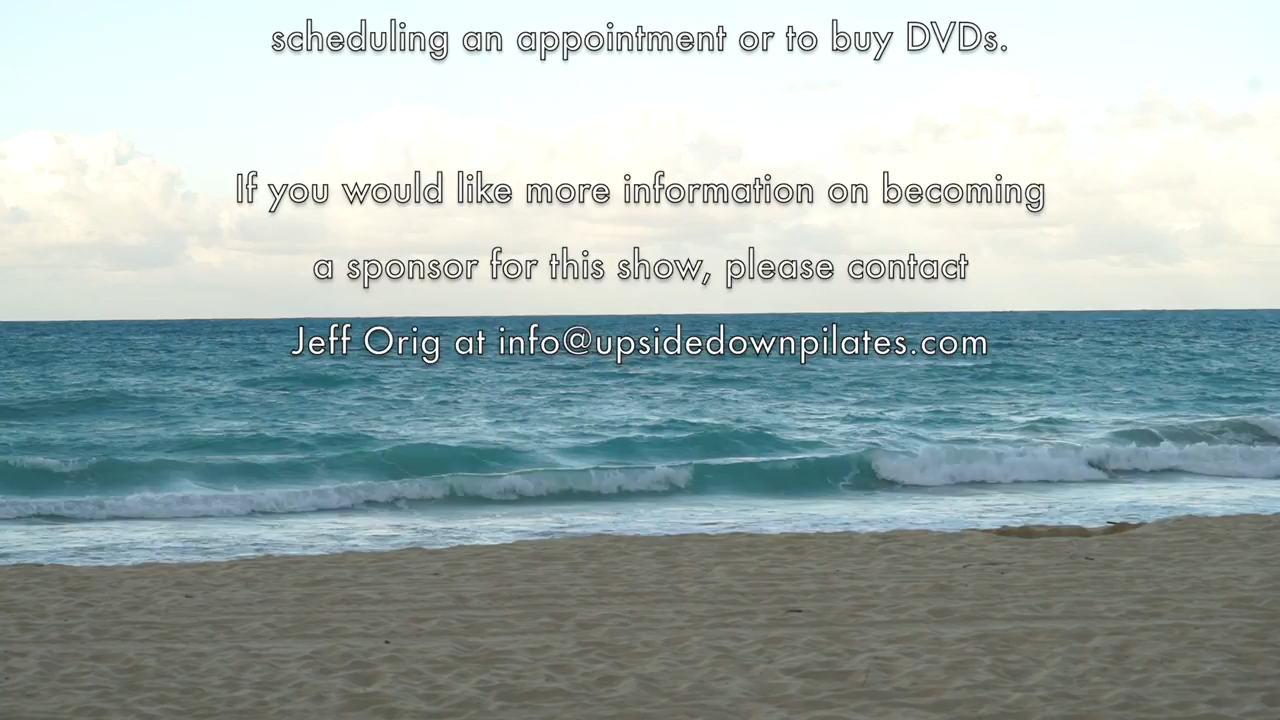 scheduling an appointment or to buy DVDs.
If you would like more information on becoming
a sponsor for this show, please contact
Jeff Orig at info@upsidedownpilates.com